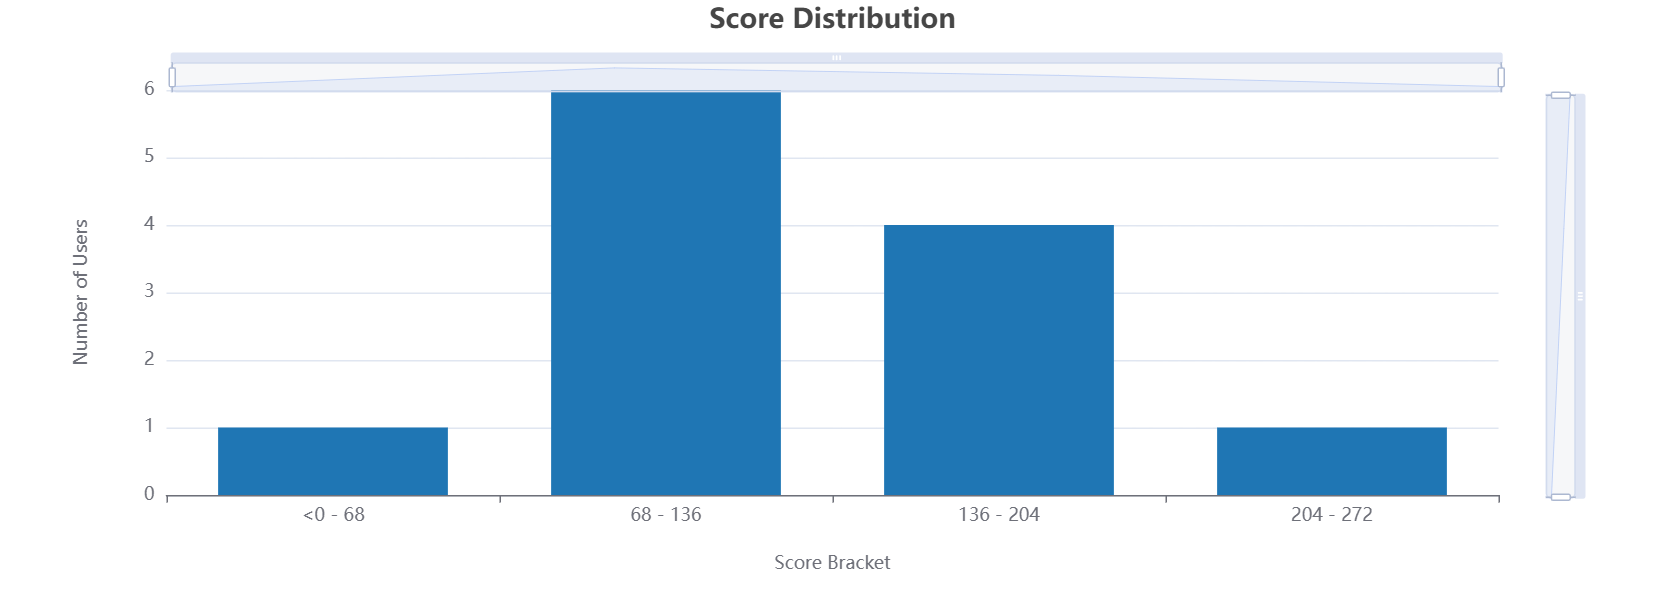 Score Distribution
6
5
4
3
2
1
0
Number of Users
<0 - 68
68 - 136
136 - 204
204 - 272
Score Bracket